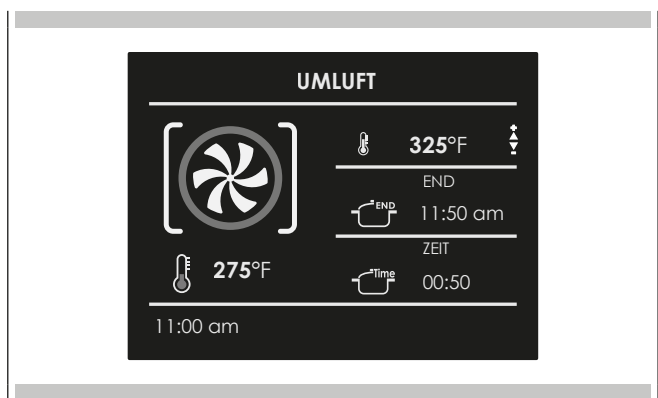 UMLUFT
325°F
END
END
11:50 am
275°F
ZEIT
Time
00:50
11:00 am